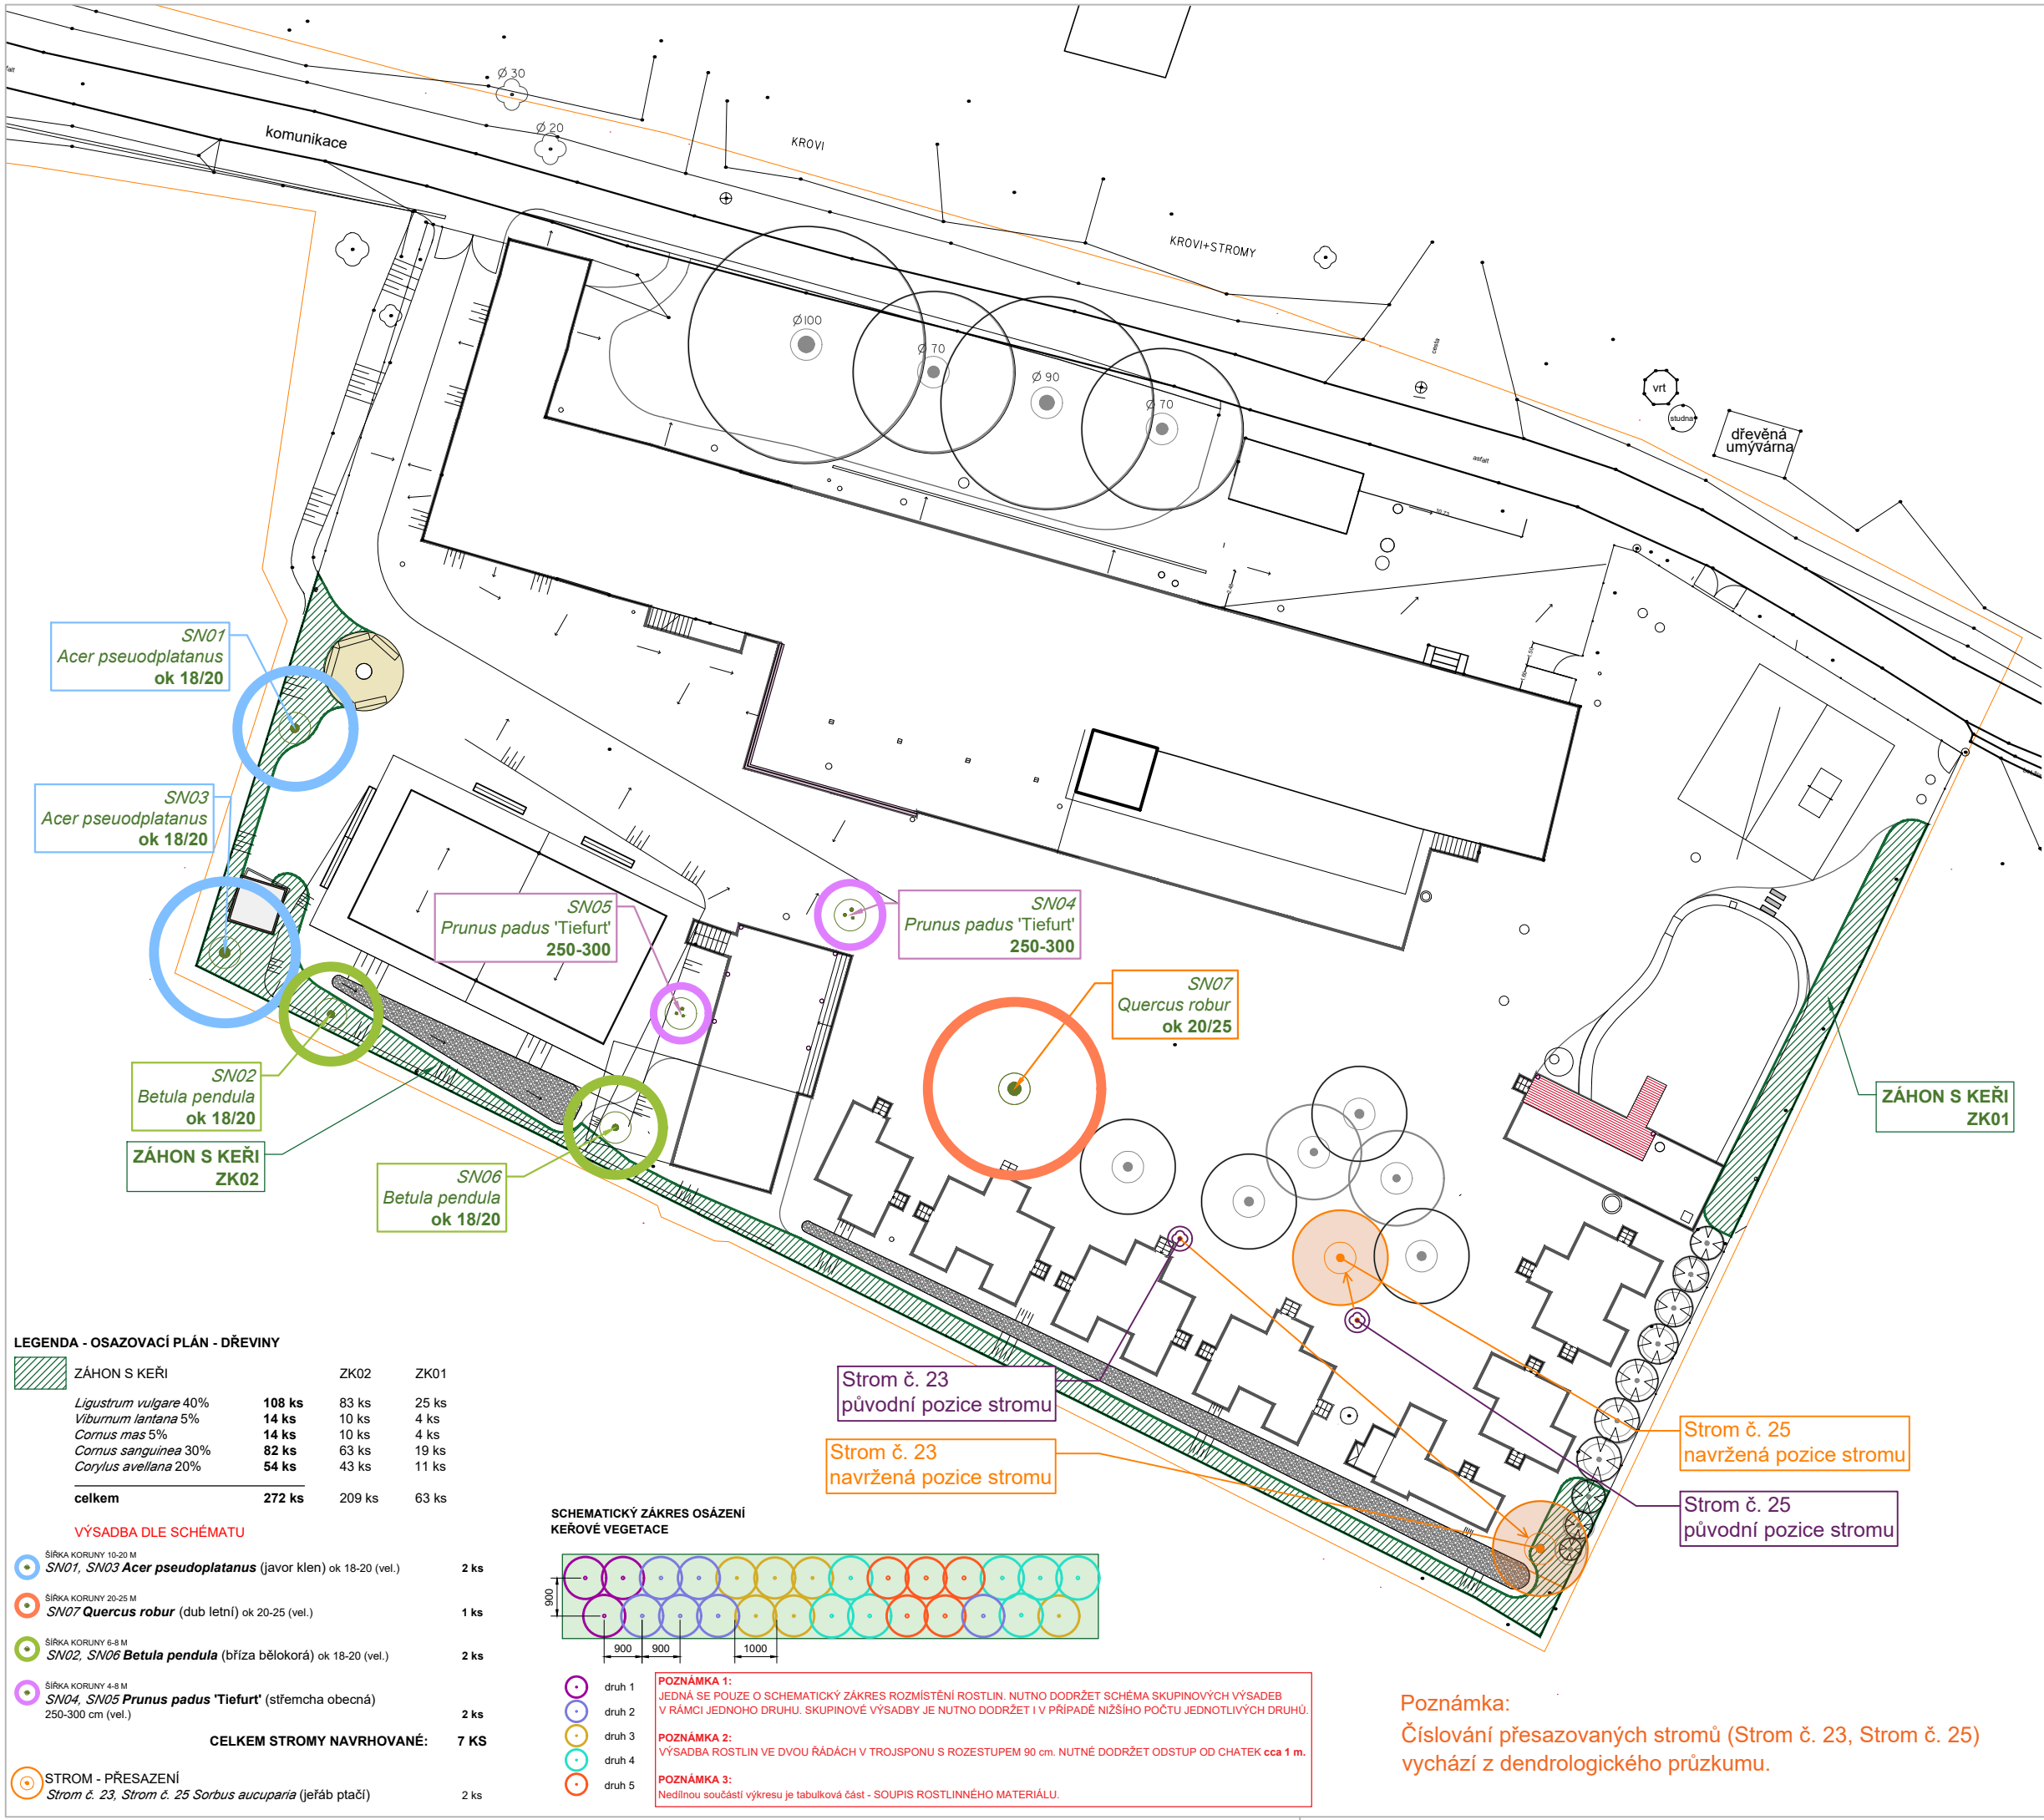 komunikace
Ø 30
Ø 20
KROVI
KROVI+STROMY
Ø100
Ø 70
Ø 90
Ø 70
cesta
asfalt
vrt
studna
dřevěná
umývárna
SN01
Acer pseuodplatanus
ok 18/20
SN03
Acer pseuodplatanus
ok 18/20
SN05
Prunus padus 'Tiefurt'
250-300
SN04
Prunus padus 'Tiefurt'
250-300
SN07
Quercus robur
ok 20/25
SN02
Betula pendula
ok 18/20
ZÁHON S KEŘI
ZK02
SN06
Betula pendula
ok 18/20
ZÁHON S KEŘI
ZK01
Strom č. 23
původní pozice stromu
Strom č. 23
navržená pozice stromu
Strom č. 25
navržená pozice stromu
Strom č. 25
původní pozice stromu
LEGENDA - OSAZOVACÍ PLÁN - DŘEVINY
ZÁHON S KEŘI ZK02 ZK01
Ligustrum vulgare 40% 108 ks 83 ks 25 ks
Viburnum lantana 5% 14 ks 10 ks 4 ks
Cornus mas 5% 14 ks 10 ks 4 ks
Cornus sanguinea 30% 82 ks 63 ks 19 ks
Corylus avellana 20% 54 ks 43 ks 11 ks
celkem 272 ks 209 ks 63 ks
VÝSADBA DLE SCHÉMATU
ŠÍŘKA KORUNY 10-20 M
SN01, SN03 Acer pseudoplatanus (javor klen) ok 18-20 (vel.) 2 ks
ŠÍŘKA KORUNY 20-25 M
SN07 Quercus robur (dub letní) ok 20-25 (vel.) 1 ks
ŠÍŘKA KORUNY 6-8 M
SN02, SN06 Betula pendula (bříza bělokorá) ok 18-20 (vel.) 2 ks
ŠÍŘKA KORUNY 4-8 M
SN04, SN05 Prunus padus 'Tiefurt' (střemcha obecná)
250-300 cm (vel.) 2 ks
CELKEM STROMY NAVRHOVANÉ: 7 KS
STROM - PŘESAZENÍ
Strom č. 23, Strom č. 25 Sorbus aucuparia (jeřáb ptačí) 2 ks
SCHEMATICKÝ ZÁKRES OSÁZENÍ
KEŘOVÉ VEGETACE
900
900 900 1000
druh 1
druh 2
druh 3
druh 4
druh 5
POZNÁMKA 1:
JEDNÁ SE POUZE O SCHEMATICKÝ ZÁKRES ROZMÍSTĚNÍ ROSTLIN. NUTNO DODRŽET SCHÉMA SKUPINOVÝCH VÝSADEB
V RÁMCI JEDNOHO DRUHU. SKUPINOVÉ VÝSADBY JE NUTNO DODRŽET I V PŘÍPADĚ NIŽŠÍHO POČTU JEDNOTLIVÝCH DRUHŮ.
POZNÁMKA 2:
VÝSADBA ROSTLIN VE DVOU ŘÁDÁCH V TROJSPONU S ROZESTUPEM 90 cm. NUTNÉ DODRŽET ODSTUP OD CHATEK cca 1 m.
POZNÁMKA 3:
Nedílnou součástí výkresu je tabulková část - SOUPIS ROSTLINNÉHO MATERIÁLU.
Poznámka:
Číslování přesazovaných stromů (Strom č. 23, Strom č. 25)
vychází z dendrologického průzkumu.